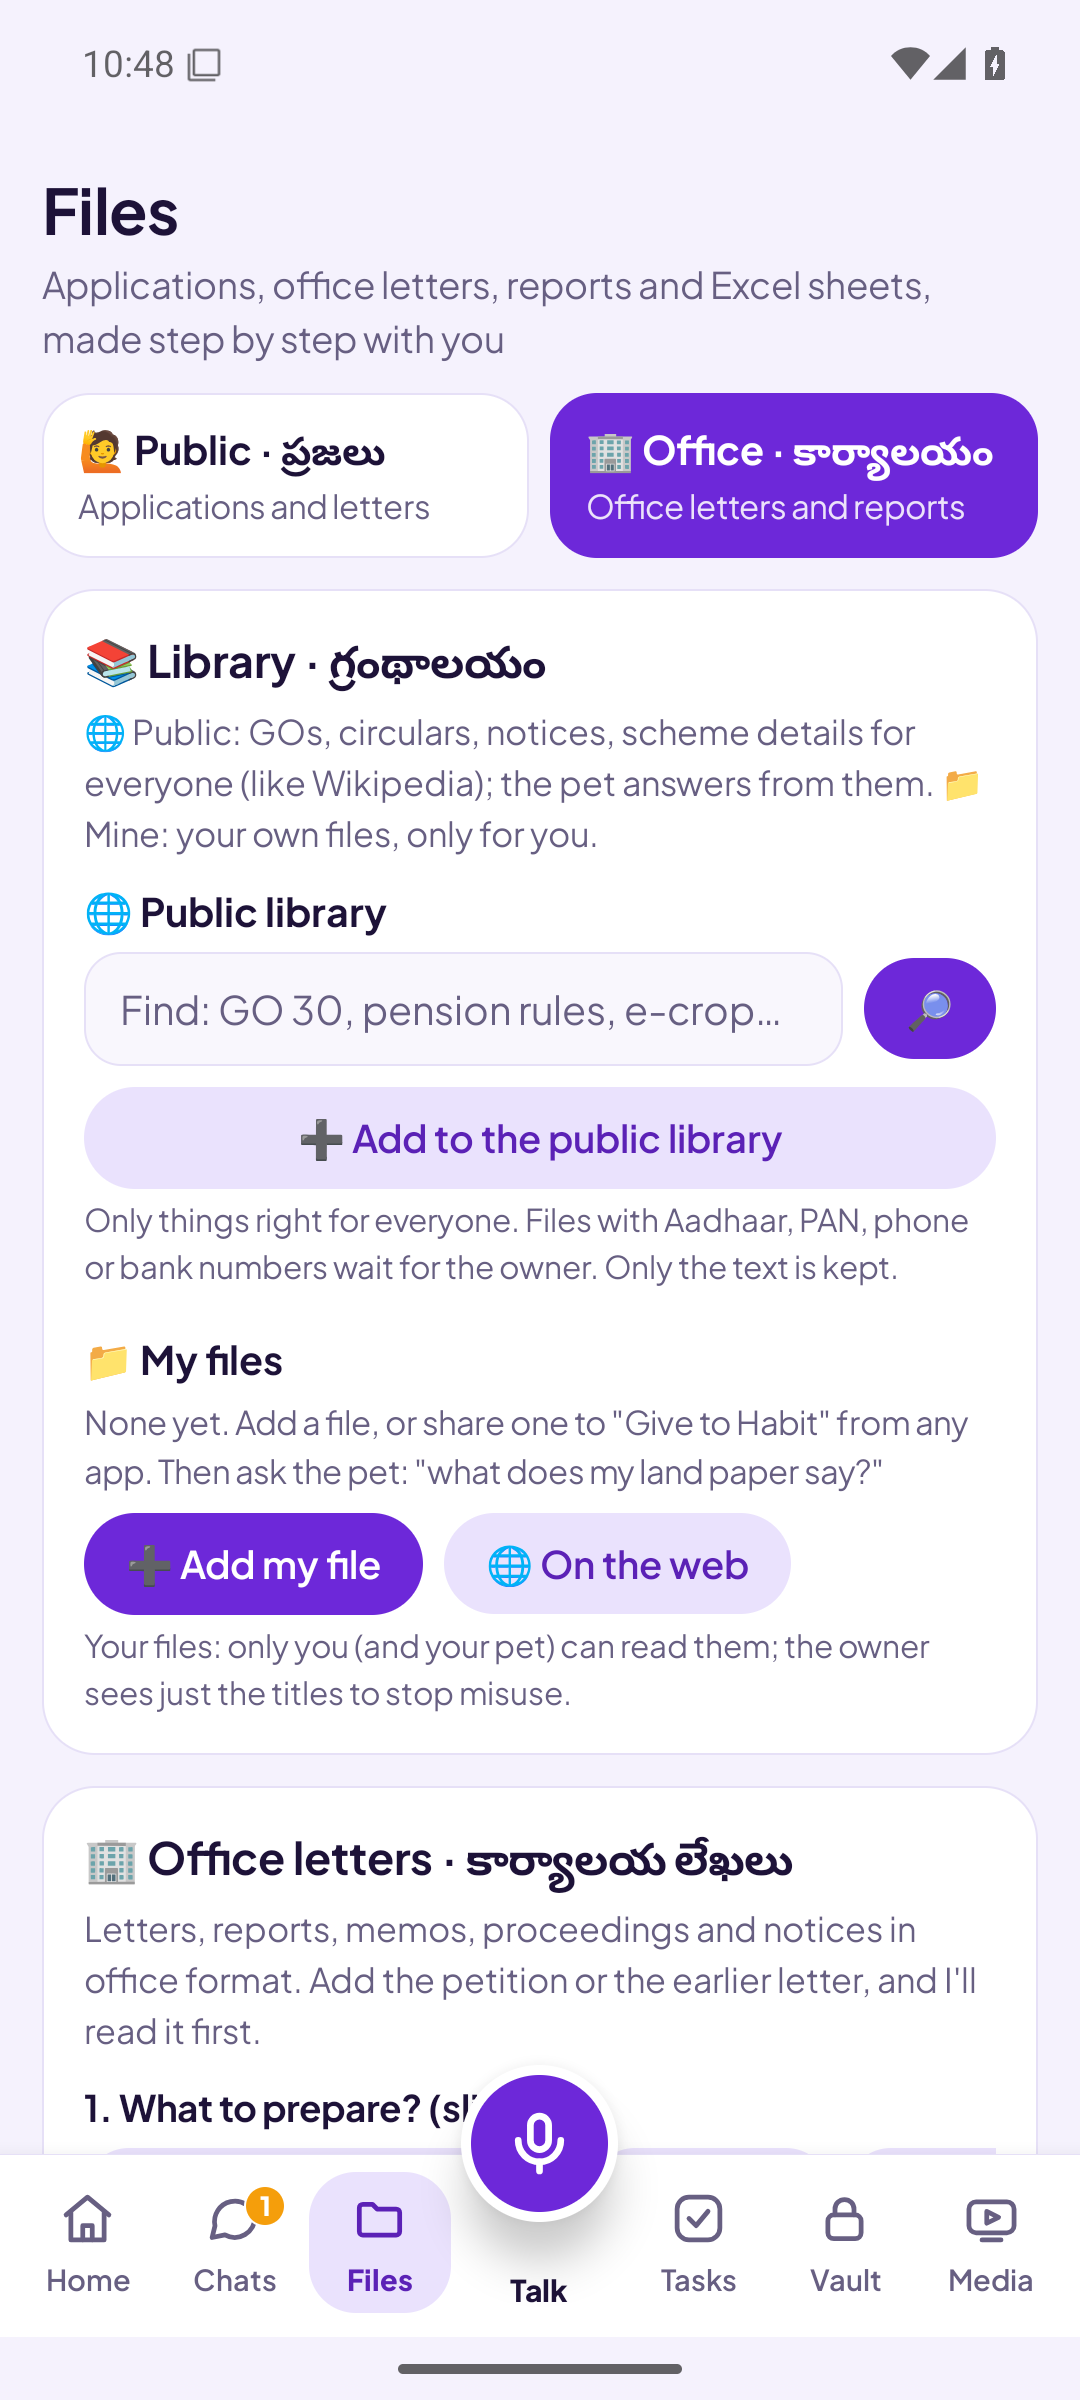 10:48
Files
Applications, office letters, reports and Excel sheets,
made step by step with you
🙋 Public · ప్రజలు
Applications and letters
🏢 Office · కార్యాలయం
Office letters and reports
📚 Library · గ్రంథాలయం
🌐 Public: GOs, circulars, notices, scheme details for
everyone (like Wikipedia); the pet answers from them. 📁
Mine: your own files, only for you.
🌐 Public library
Find: GO 30, pension rules, e-crop...
🔎
➕ Add to the public library
Only things right for everyone. Files with Aadhaar, PAN, phone
or bank numbers wait for the owner. Only the text is kept.
📁 My files
None yet. Add a file, or share one to "Give to Habit" from any
app. Then ask the pet: "what does my land paper say?"
➕ Add my file
🌐 On the web
Your files: only you (and your pet) can read them; the owner
sees just the titles to stop misuse.
🏢 Office letters · కార్యాలయ లేఖలు
Letters, reports, memos, proceedings and notices in
office format. Add the petition or the earlier letter, and I'll
read it first.
1. What to prepare?
Home
Chats
1
Files
Talk
Tasks
Vault
Media